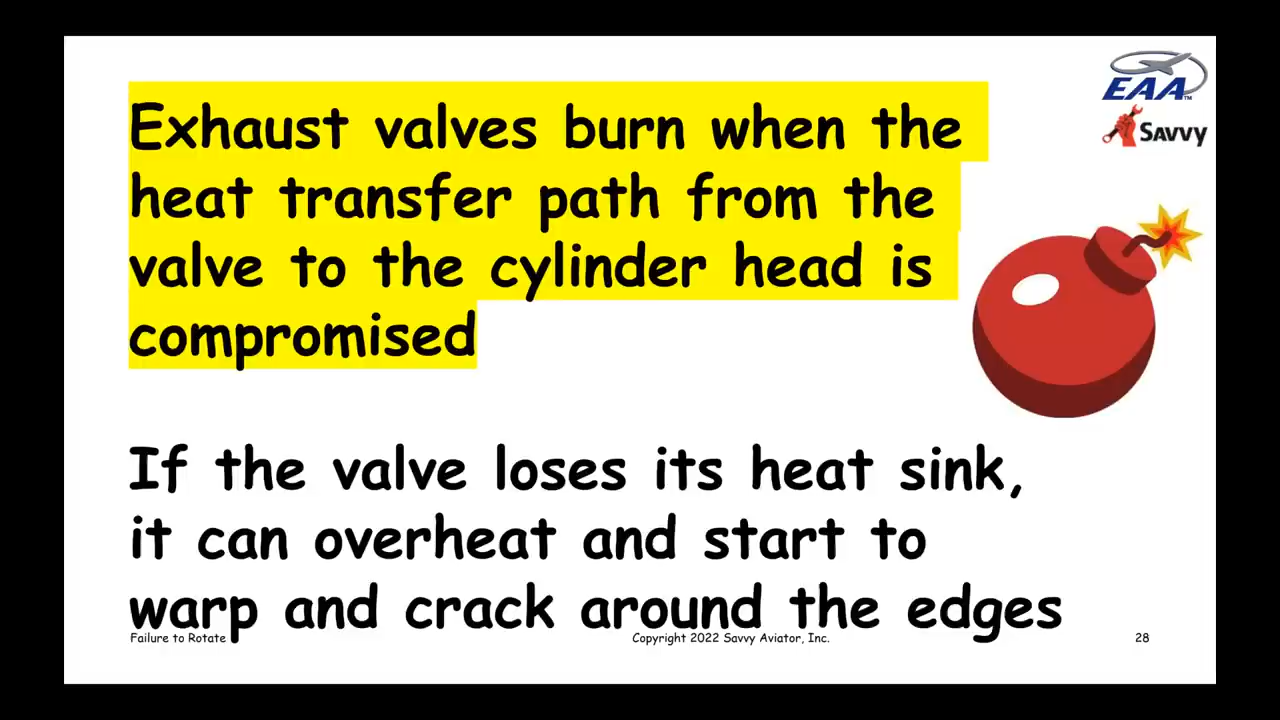 EAA™
Savvy
Exhaust valves burn when the
heat transfer path from the
valve to the cylinder head is
compromised
If the valve loses its heat sink,
it can overheat and start to
warp and crack around the edges
Failure to Rotate
Copyright 2022 Savvy Aviator, Inc.
28